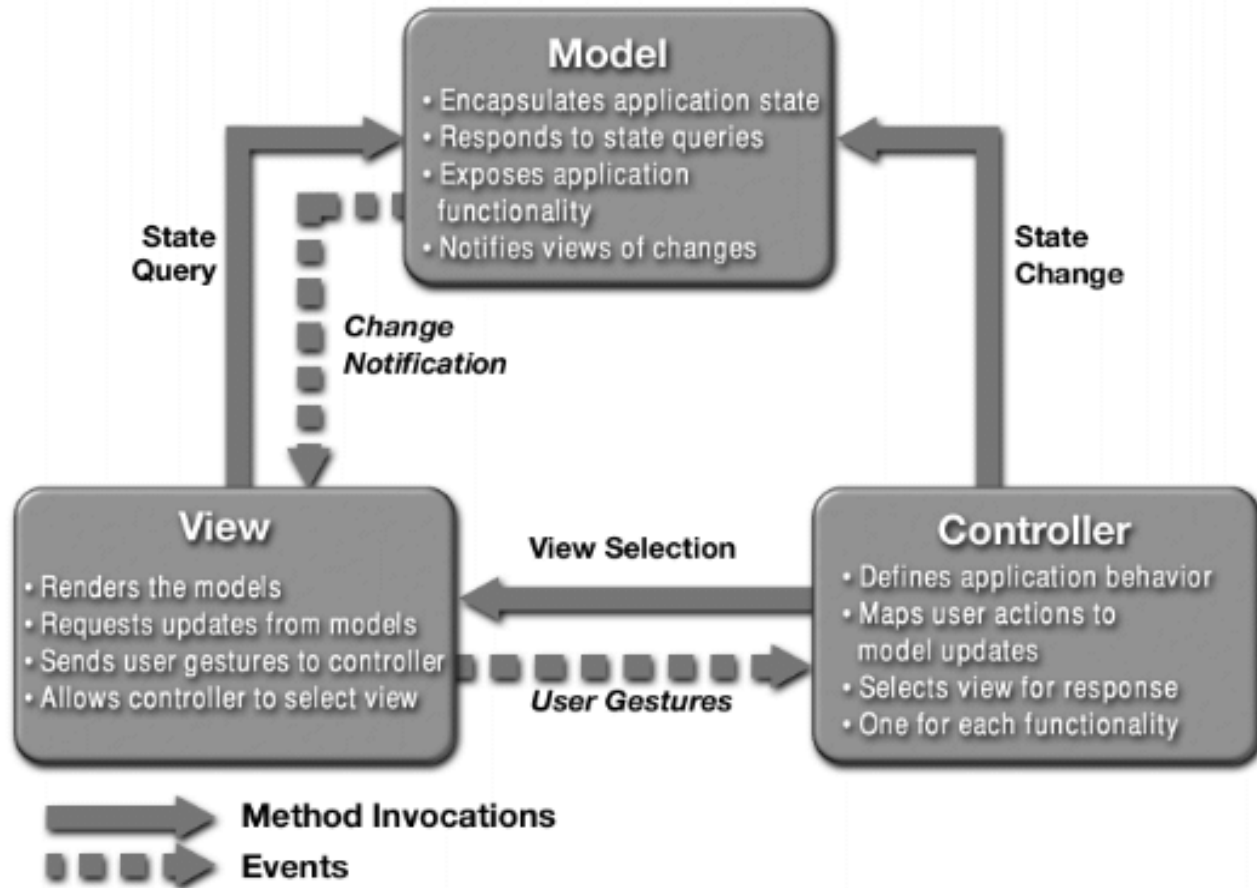 Model
• Encapsulates application state
• Responds to state queries
• Exposes application
functionality
• Notifies views of changes
State
Query
State
Change
Change
Notification
View
• Renders the models
• Requests updates from models
• Sends user gestures to controller
• Allows controller to select view
View Selection
User Gestures
Controller
• Defines application behavior
• Maps user actions to
model updates
• Selects view for response
• One for each functionality
Method Invocations
Events